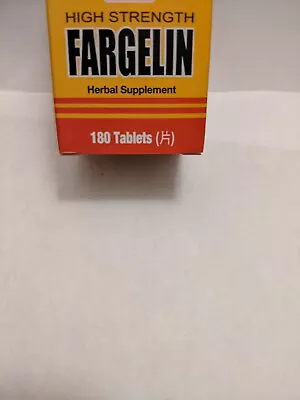 HIGH STRENGTH
FARGELIN
Herbal Supplement
180 Tablets (片)